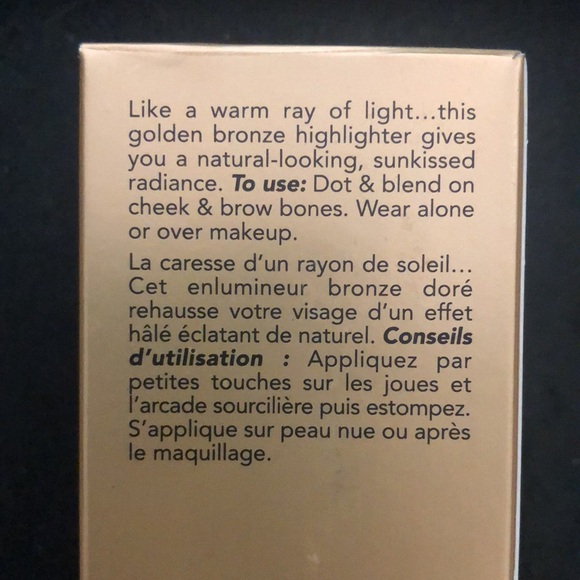 Like a warm ray of light...this
golden bronze highlighter gives
you a natural-looking, sunkissed
radiance. To use: Dot & blend on
cheek & brow bones. Wear alone
or over makeup.
La caresse d'un rayon de soleil...
Cet enlumineur bronze doré
rehausse votre visage d'un effet
hâlé éclatant de naturel. Conseils
d'utilisation : Appliquez par
petites touches sur les joues et
l'arcade sourcilière puis estompez.
S'applique sur peau nue ou après
le maquillage.